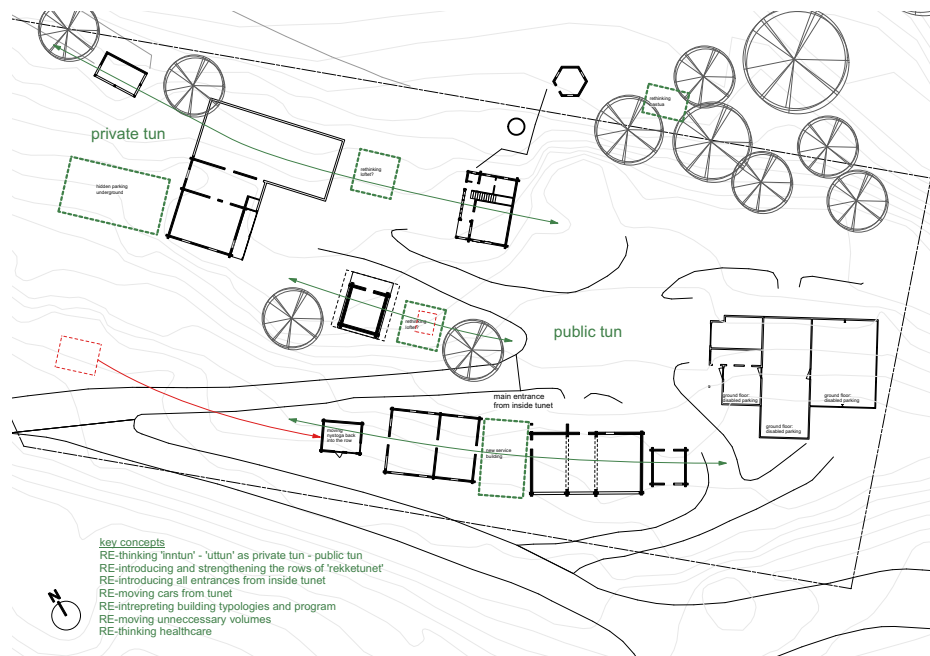 rethinking
bastua
private tun
rethinking
loftet?
hidden parking
underground
rethinking
loftet?
public tun
main entrance
from inside tunet
ground floor:
disabled parking
ground floor:
disabled parking
ground floor:
disabled parking
moving
nystoga back
into the row
new service
building
key concepts
RE-thinking 'inntun' - 'uttun' as private tun - public tun
RE-introducing and strengthening the rows of 'rekketunet'
RE-introducing all entrances from inside tunet
RE-moving cars from tunet
RE-intrepreting building typologies and program
RE-moving unneccessary volumes
RE-thinking healthcare
N